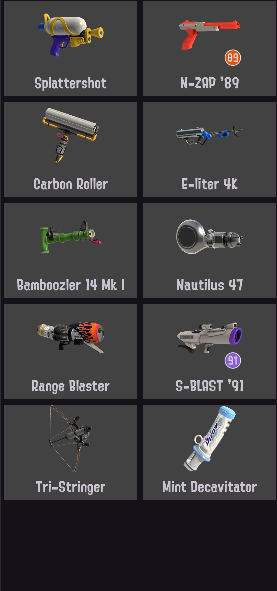 Splattershot
N-ZAP '89
89
Carbon Roller
E-liter 4K
Bamboozler 14 Mk I
Nautilus 47
Range Blaster
S-BLAST '91
91
Tri-Stringer
Mint Decavitator